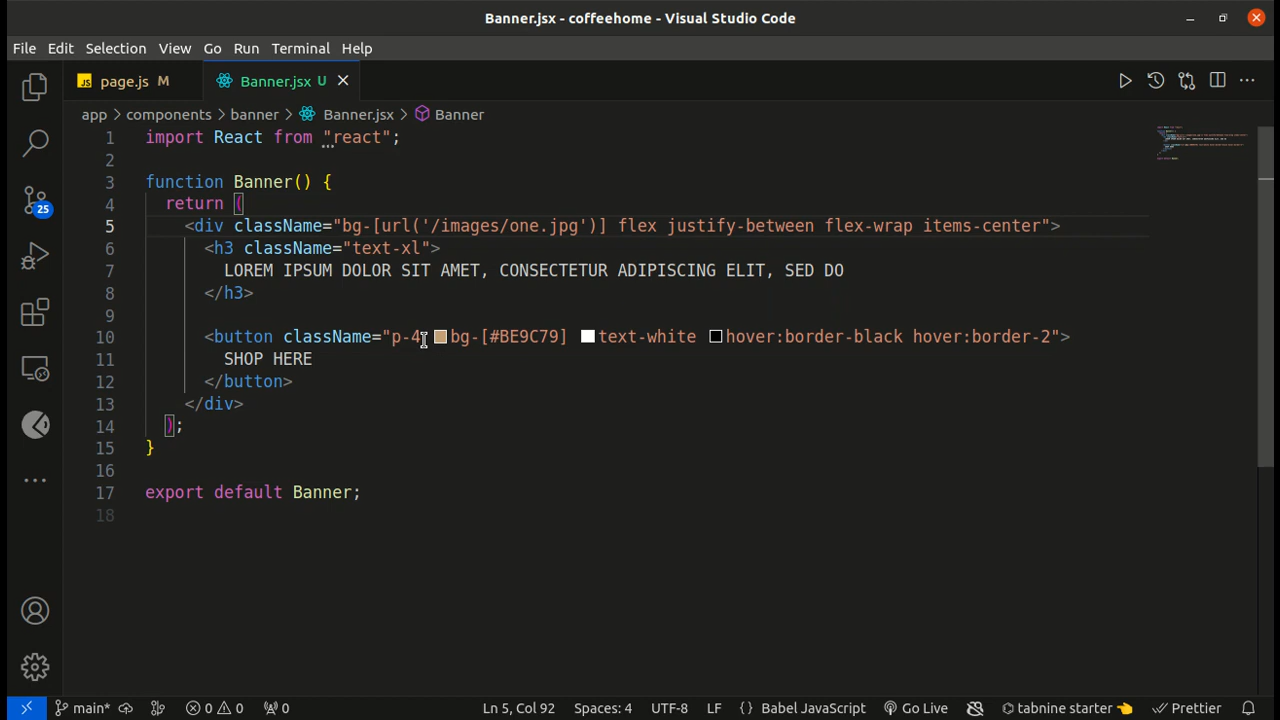 Banner.jsx - coffeehome - Visual Studio Code
File Edit Selection View Go Run Terminal Help
JS page.js M Banner.jsx U
app > components > banner > Banner.jsx > Banner
1 import React from "react";
2
3 function Banner() {
4 return (
5 <div className="bg-[url('/images/one.jpg')] flex justify-between flex-wrap items-center">
6 <h3 className="text-xl">
7 LOREM IPSUM DOLOR SIT AMET, CONSECTETUR ADIPISCING ELIT, SED DO
8 </h3>
9
10 <button className="p-4 bg-[#BE9C79] text-white hover:border-black hover:border-2">
11 SHOP HERE
12 </button>
13 </div>
14 );
15 }
16
17 export default Banner;
18
25
main* 0 0 0 Ln 5, Col 92 Spaces: 4 UTF-8 LF {} Babel JavaScript Go Live tabnine starter 👈 Prettier